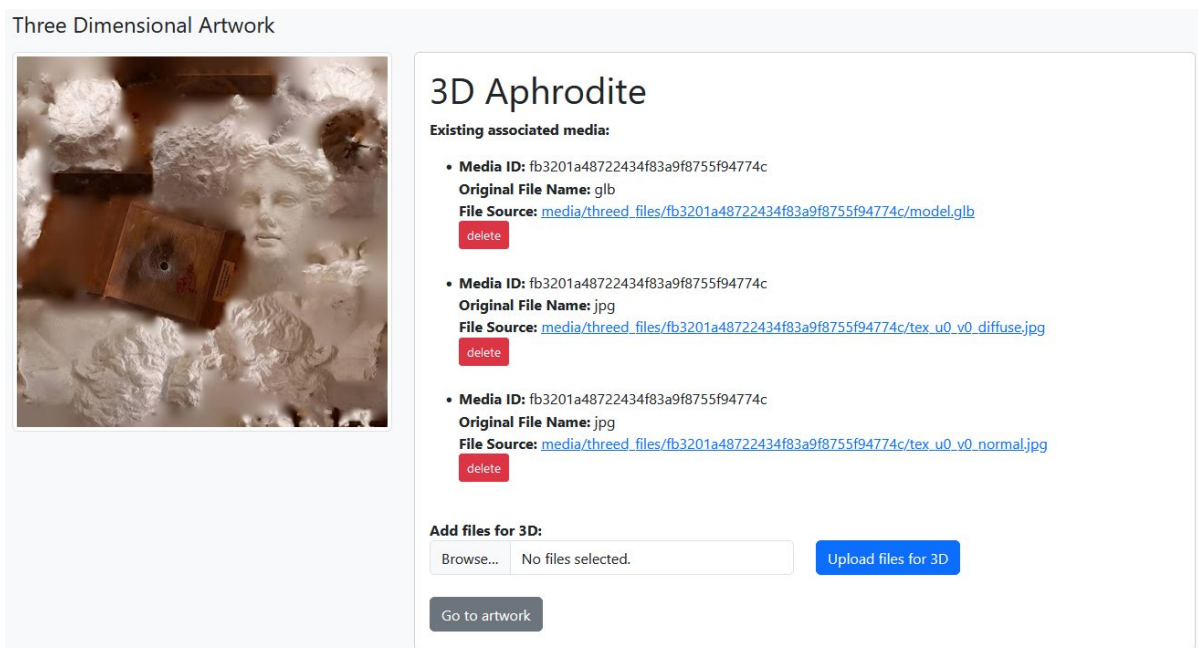 Three Dimensional Artwork
3D Aphrodite
Existing associated media:
• Media ID: fb3201a48722434f83a9f8755f94774c
Original File Name: glb
File Source: media/threed_files/fb3201a48722434f83a9f8755f94774c/model.glb
delete
• Media ID: fb3201a48722434f83a9f8755f94774c
Original File Name: jpg
File Source: media/threed_files/fb3201a48722434f83a9f8755f94774c/tex_u0_v0_diffuse.jpg
delete
• Media ID: fb3201a48722434f83a9f8755f94774c
Original File Name: jpg
File Source: media/threed_files/fb3201a48722434f83a9f8755f94774c/tex_u0_v0_normal.jpg
delete
Add files for 3D:
Browse... No files selected. Upload files for 3D
Go to artwork